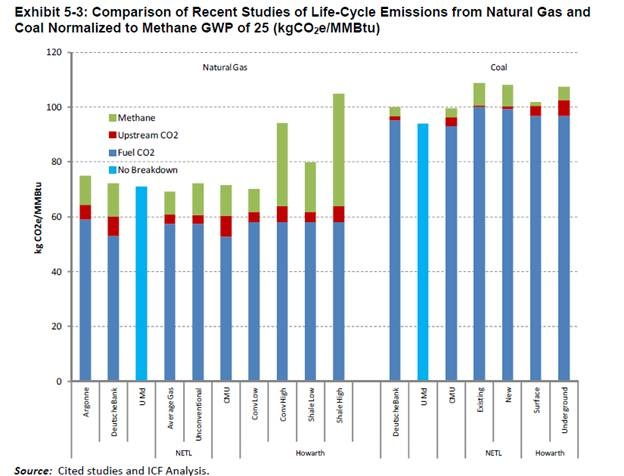 Exhibit 5-3: Comparison of Recent Studies of Life-Cycle Emissions from Natural Gas and
Coal Normalized to Methane GWP of 25 (kgCO₂e/MMBtu)
120
100
80
60
40
20
0
kg CO2e/MMBtu
Natural Gas
Coal
Methane
Upstream CO2
Fuel CO2
No Breakdown
Argonne
DeutscheBank
U Md
Average Gas
Unconventional
CMU
Conv Low
Conv High
Shale Low
Shale High
DeutscheBank
U Md
CMU
Existing
New
Surface
Underground
NETL
Howarth
NETL
Howarth
Source: Cited studies and ICF Analysis.